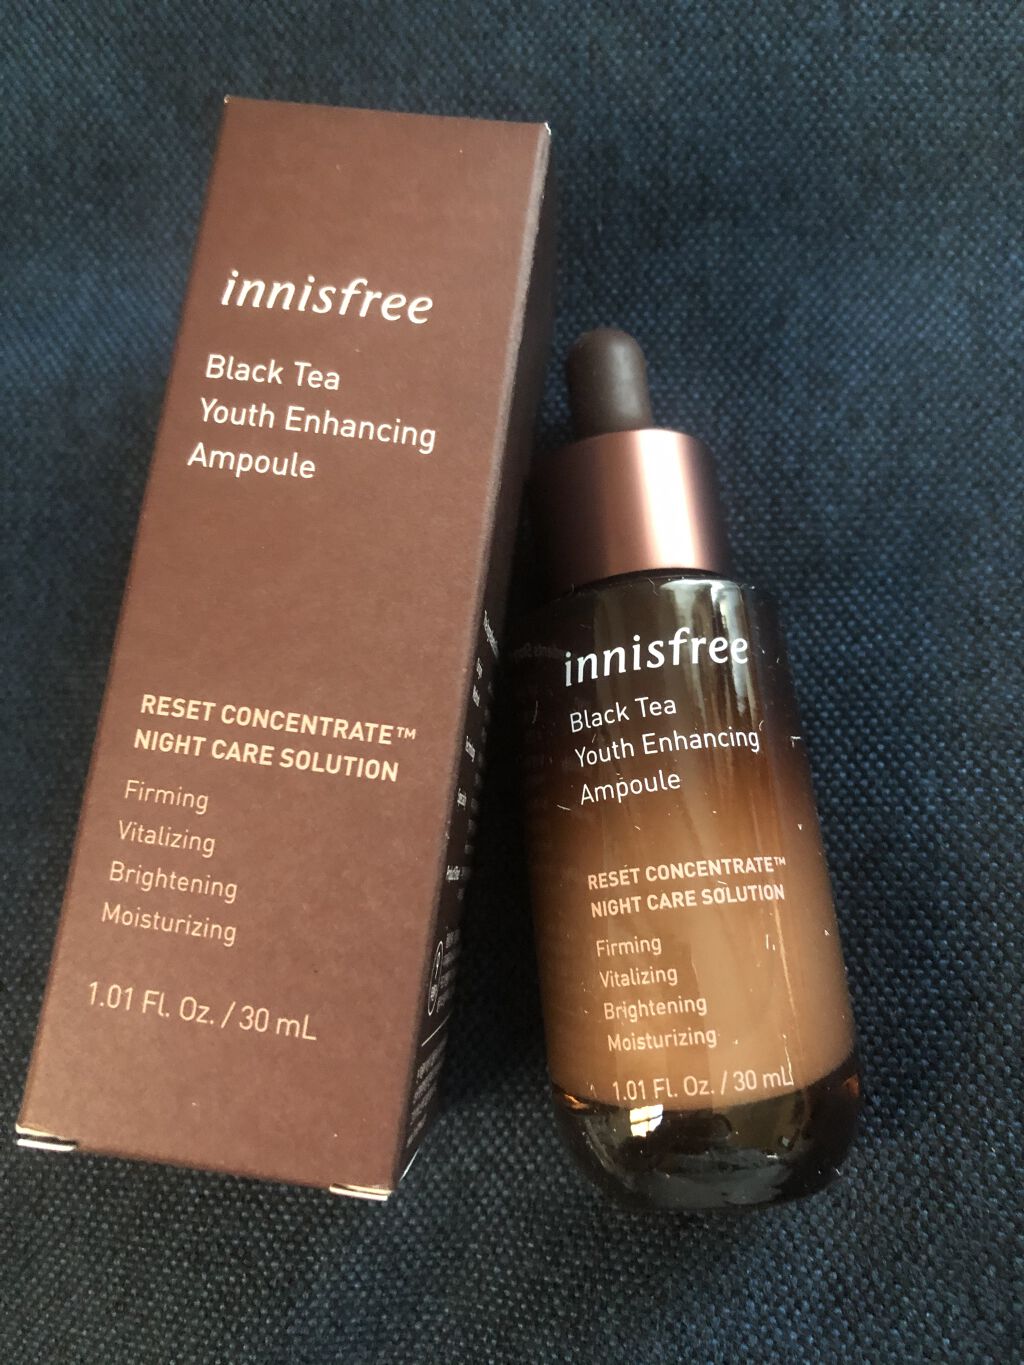 innisfree
Black Tea
Youth Enhancing
Ampoule
RESET CONCENTRATE™
NIGHT CARE SOLUTION
Firming
Vitalizing
Brightening
Moisturizing
1.01 Fl. Oz. / 30 mL
innisfree
Black Tea
Youth Enhancing
Ampoule
RESET CONCENTRATE™
NIGHT CARE SOLUTION
Firming
Vitalizing
Brightening
Moisturizing
1.01 Fl. Oz. / 30 mL